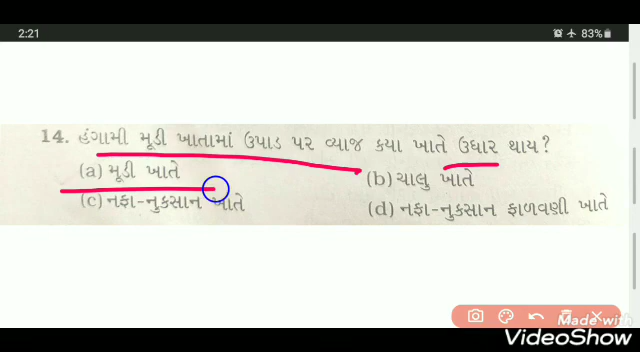 2:21 83%
14. હંગામી મૂડી ખાતામાં ઉપાડ પર વ્યાજ કયા ખાતે ઉધાર થાય?
(a) મૂડી ખાતે (b) ચાલુ ખાતે
(c) નફા-નુકસાન ખાતે (d) નફા-નુકસાન ફાળવણી ખાતે
Made with
VideoShow